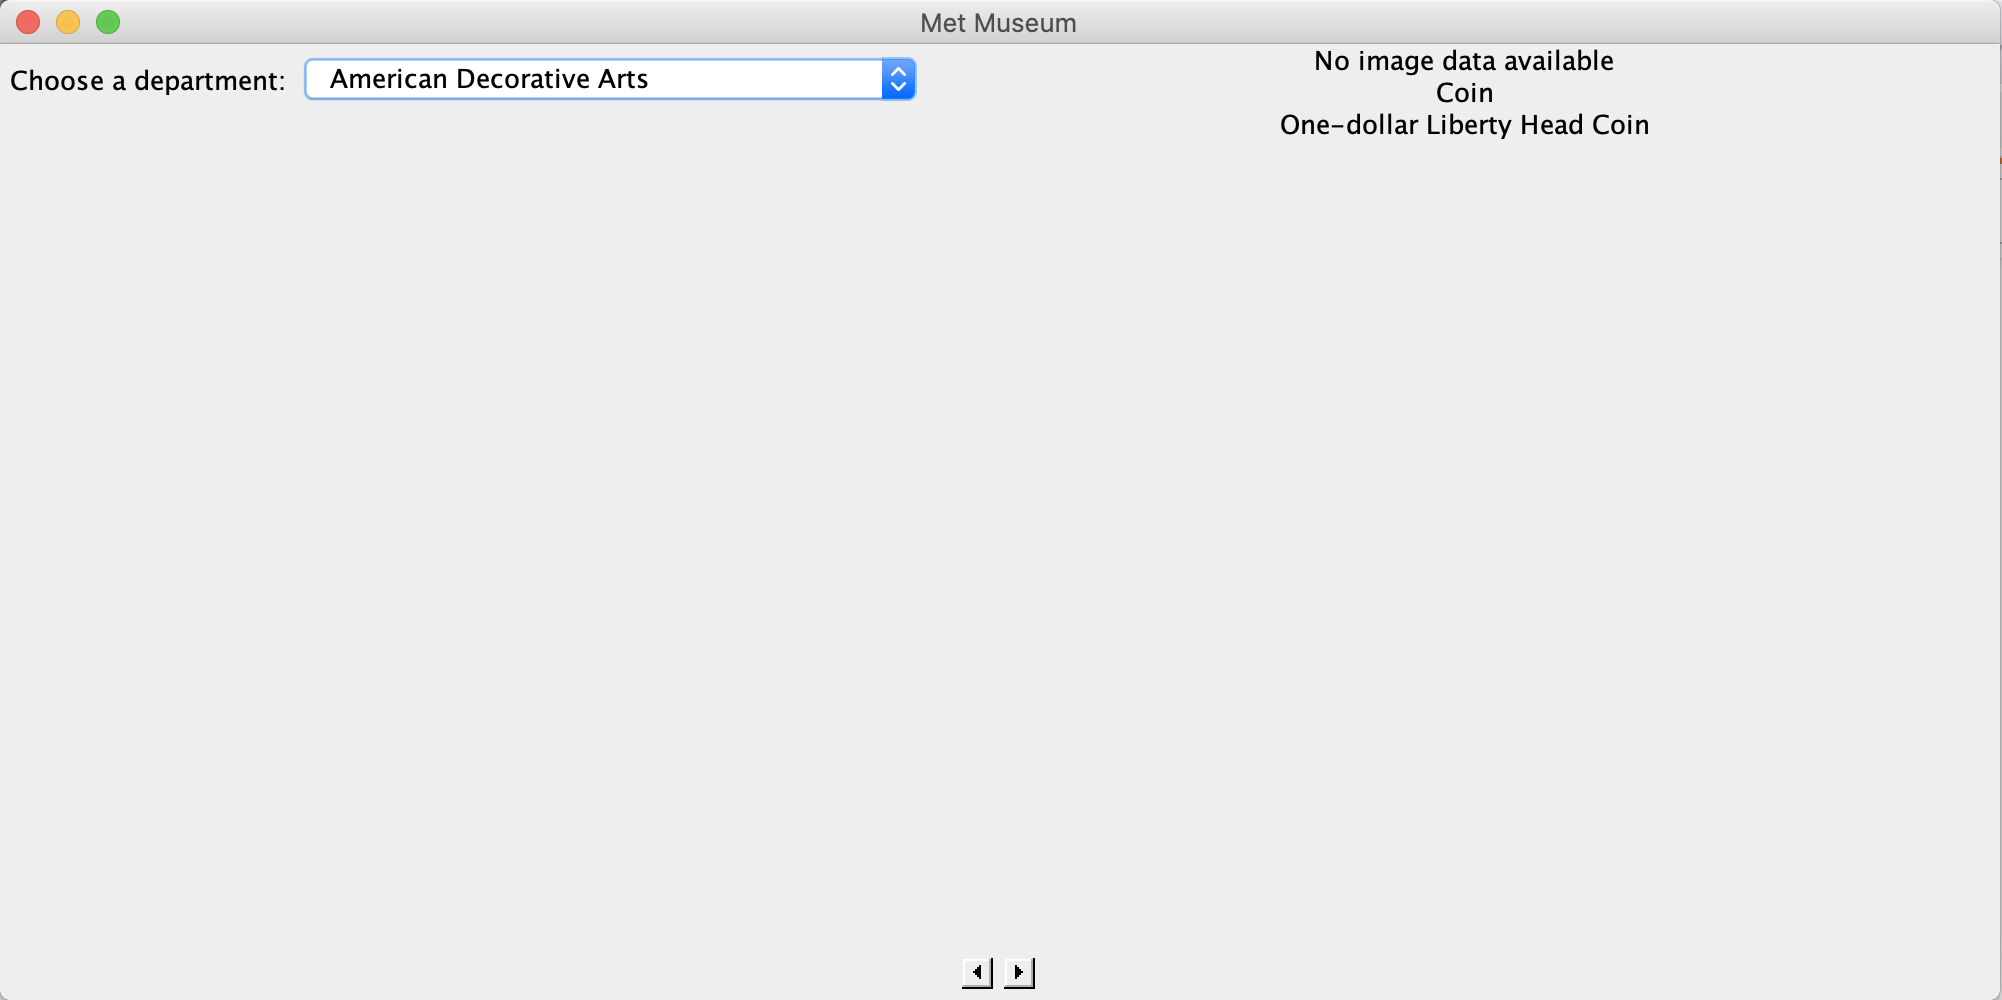 Met Museum
Choose a department: American Decorative Arts
No image data available
Coin
One-dollar Liberty Head Coin